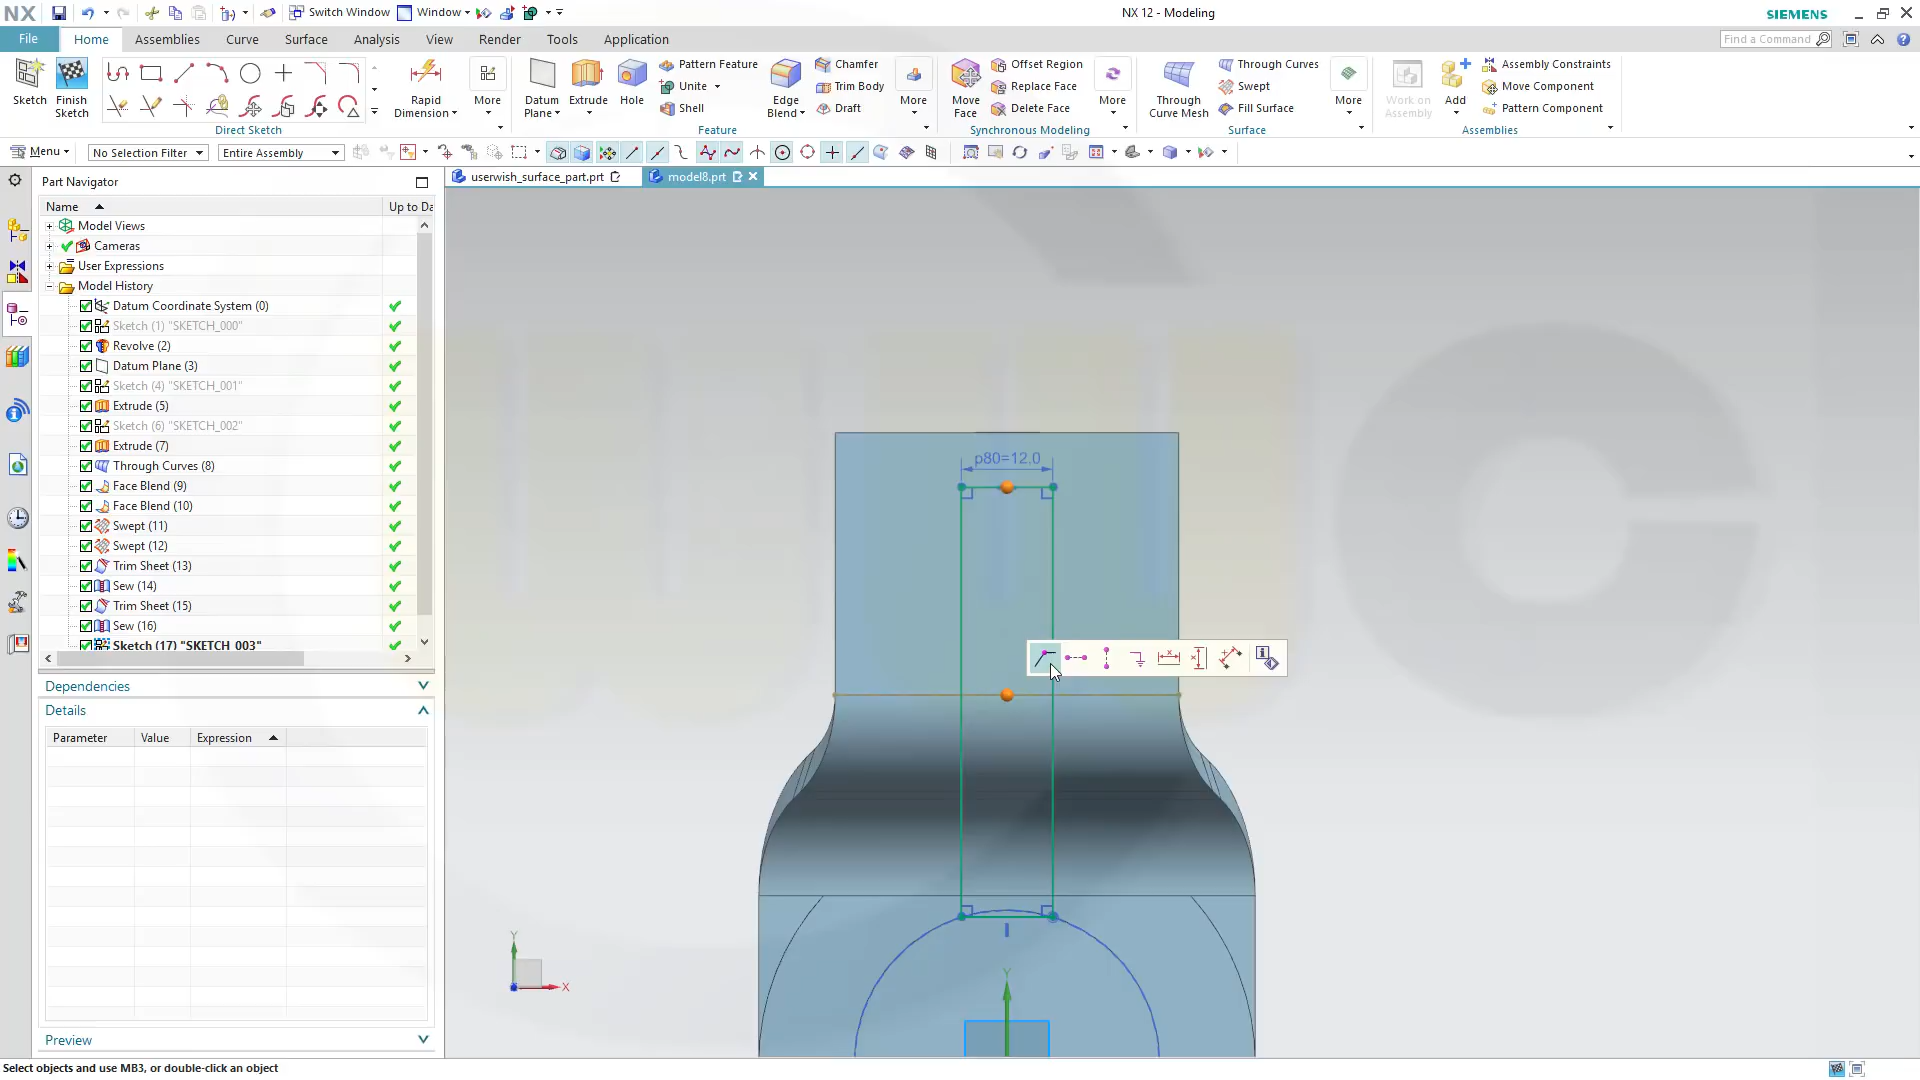 NX
Switch Window
Window
NX 12 - Modeling
SIEMENS
File
Home
Assemblies
Curve
Surface
Analysis
View
Render
Tools
Application
Find a Command
Sketch
Finish Sketch
Direct Sketch
Rapid Dimension
More
Datum Plane
Extrude
Hole
Pattern Feature
Unite
Shell
Edge Blend
Chamfer
Trim Body
Draft
More
Feature
Move Face
Offset Region
Replace Face
Delete Face
More
Synchronous Modeling
Through Curve Mesh
Through Curves
Swept
Fill Surface
More
Surface
Work on Assembly
Add
Assembly Constraints
Move Component
Pattern Component
Assemblies
Menu
No Selection Filter
Entire Assembly
Part Navigator
userwish_surface_part.prt
model8.prt
Name
Up to Da
Model Views
Cameras
User Expressions
Model History
Datum Coordinate System (0)
Sketch (1) "SKETCH_000"
Revolve (2)
Datum Plane (3)
Sketch (4) "SKETCH_001"
Extrude (5)
Sketch (6) "SKETCH_002"
Extrude (7)
Through Curves (8)
Face Blend (9)
Face Blend (10)
Swept (11)
Swept (12)
Trim Sheet (13)
Sew (14)
Trim Sheet (15)
Sew (16)
Sketch (17) "SKETCH_003"
Dependencies
Details
Parameter
Value
Expression
Preview
p80=12.0
Y
X
Y
Select objects and use MB3, or double-click an object